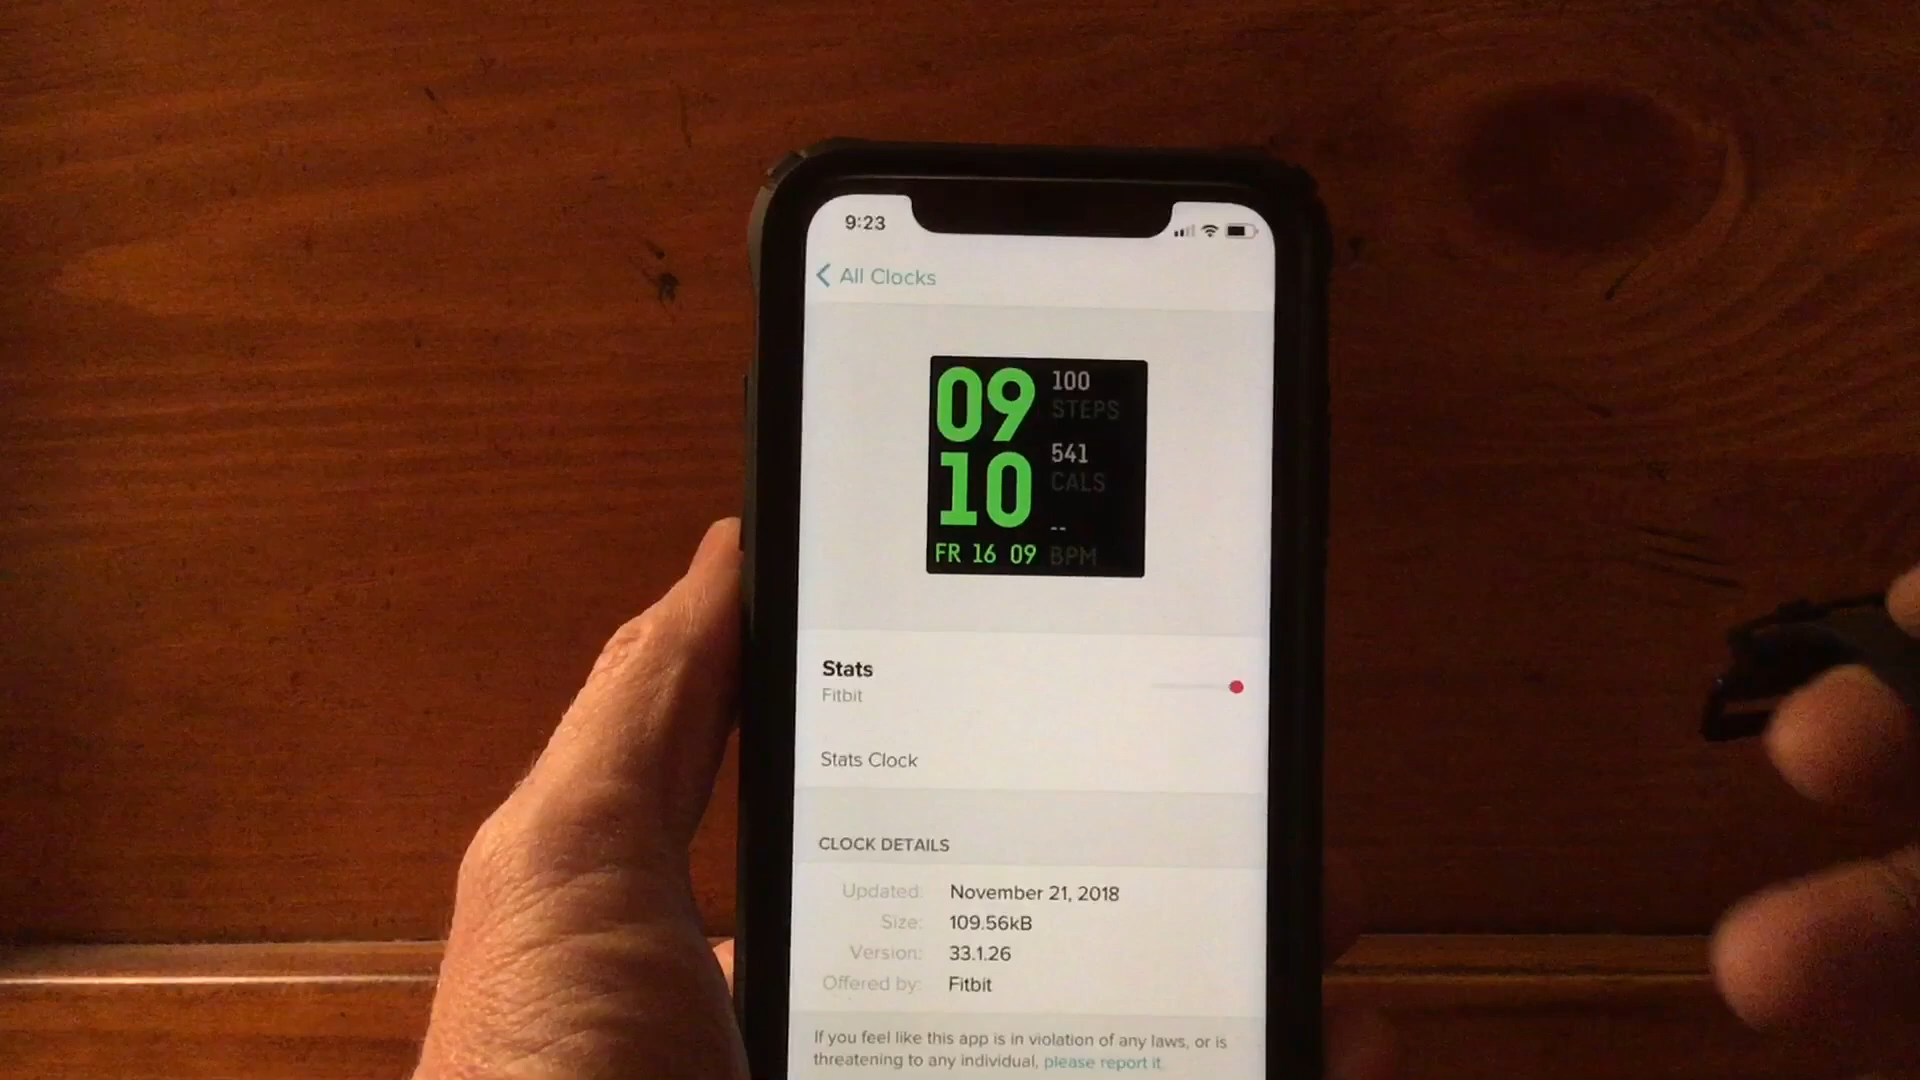 9:23
All Clocks
09
10
FR 16 09
100
STEPS
541
CALS
--
BPM
Stats
Fitbit
Stats Clock
CLOCK DETAILS
Updated: November 21, 2018
Size: 109.56kB
Version: 33.1.26
Offered by: Fitbit
If you feel like this app is in violation of any laws, or is
threatening to any individual, please report it.